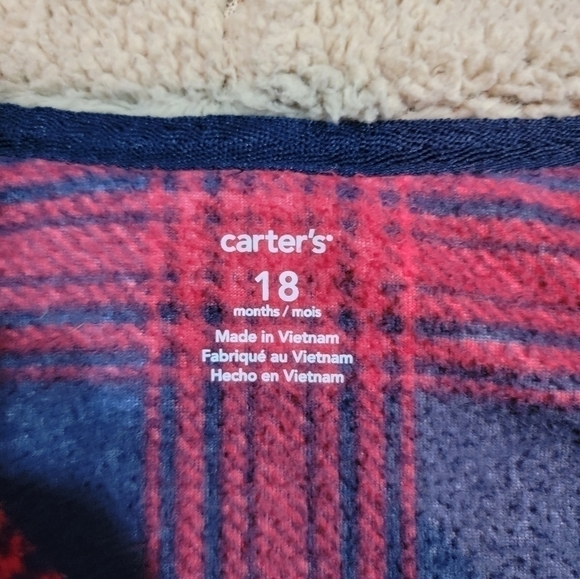 carter's
18
months / mois
Made in Vietnam
Fabriqué au Vietnam
Hecho en Vietnam